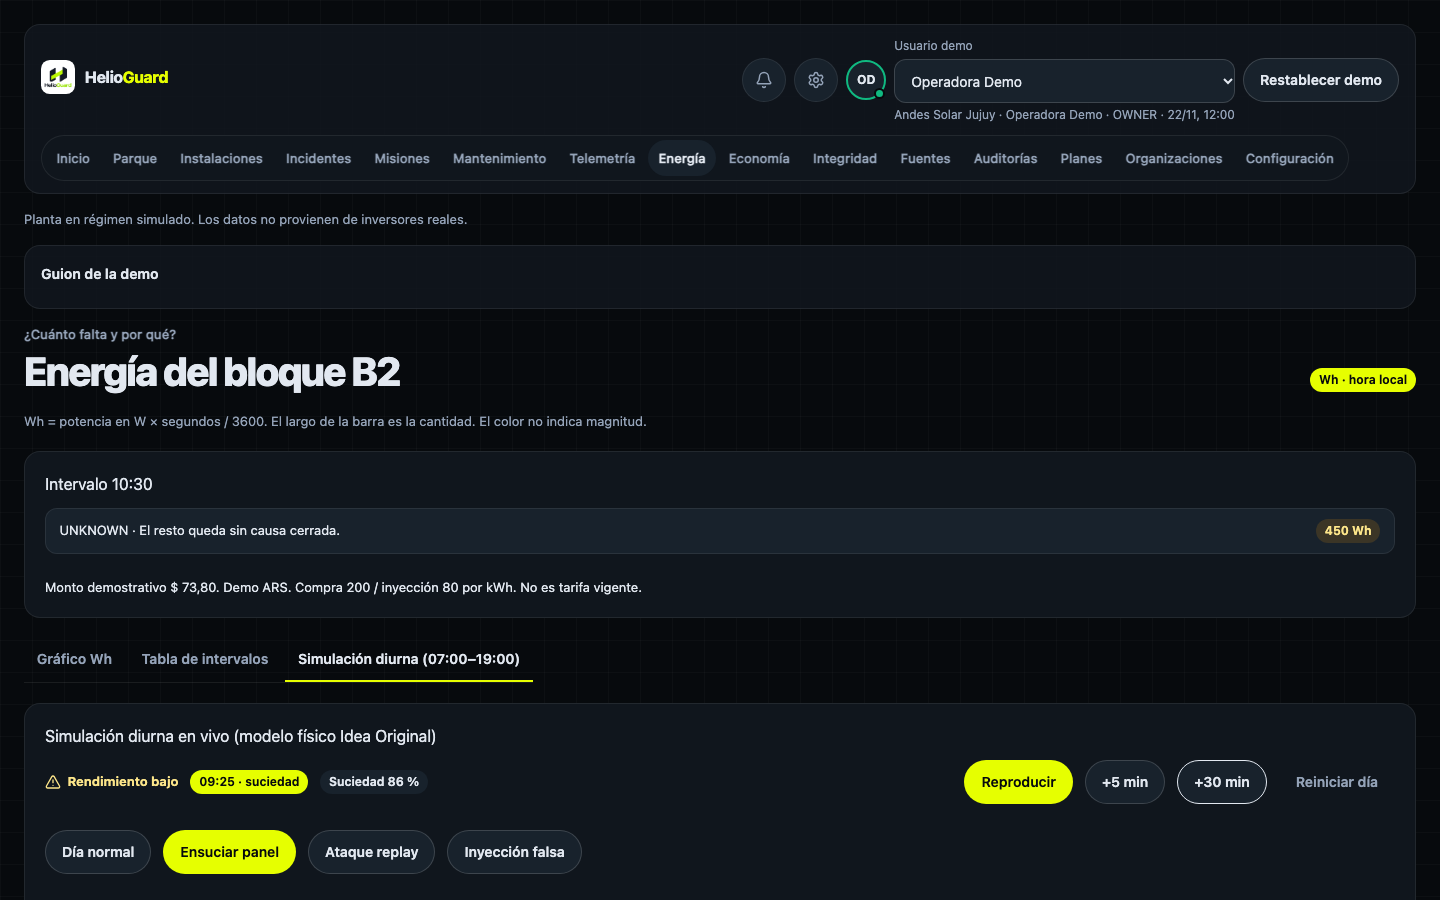 HelioGuard
OD
Usuario demo
Operadora Demo
Restablecer demo
Andes Solar Jujuy · Operadora Demo · OWNER · 22/11, 12:00
Inicio Parque Instalaciones Incidentes Misiones Mantenimiento Telemetría Energía Economía Integridad Fuentes Auditorías Planes Organizaciones Configuración
Planta en régimen simulado. Los datos no provienen de inversores reales.
Guion de la demo
¿Cuánto falta y por qué?
Energía del bloque B2
Wh · hora local
Wh = potencia en W × segundos / 3600. El largo de la barra es la cantidad. El color no indica magnitud.
Intervalo 10:30
UNKNOWN · El resto queda sin causa cerrada.
450 Wh
Monto demostrativo $ 73,80. Demo ARS. Compra 200 / inyección 80 por kWh. No es tarifa vigente.
Gráfico Wh Tabla de intervalos Simulación diurna (07:00–19:00)
Simulación diurna en vivo (modelo físico Idea Original)
Rendimiento bajo 09:25 · suciedad Suciedad 86 %
Reproducir +5 min +30 min Reiniciar día
Día normal Ensuciar panel Ataque replay Inyección falsa